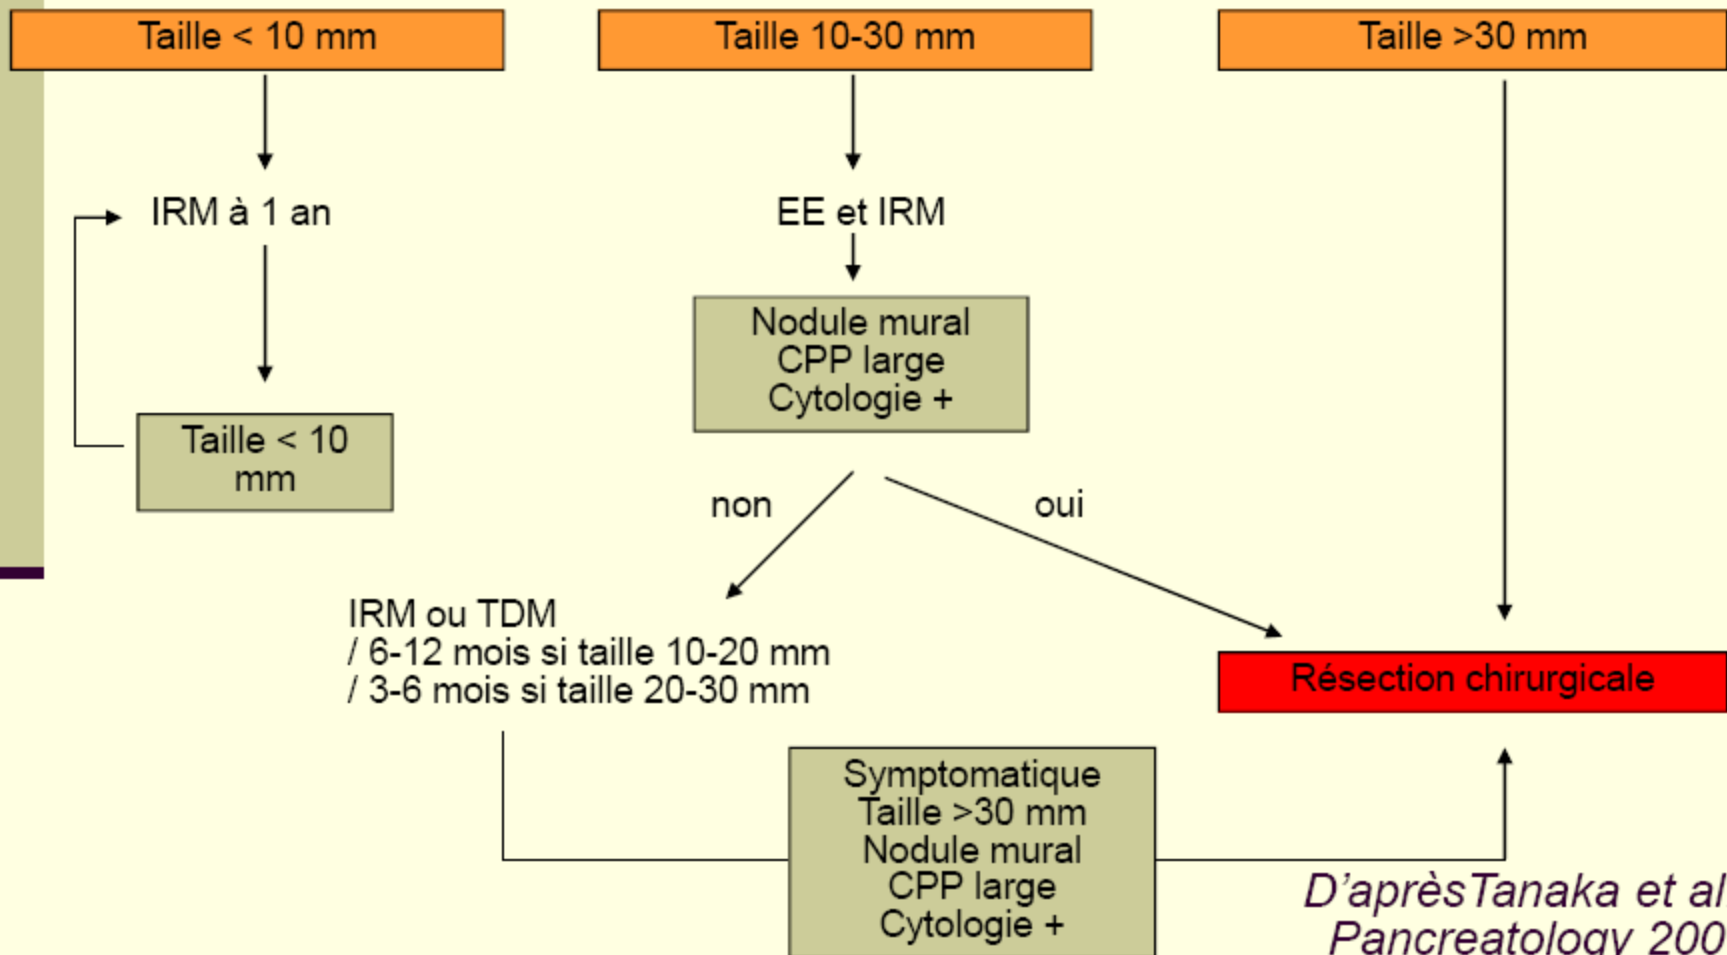 Taille < 10 mm
Taille 10-30 mm
Taille >30 mm
IRM à 1 an
EE et IRM
Nodule mural
CPP large
Cytologie +
Taille < 10
mm
non
oui
IRM ou TDM
/ 6-12 mois si taille 10-20 mm
/ 3-6 mois si taille 20-30 mm
Résection chirurgicale
Symptomatique
Taille >30 mm
Nodule mural
CPP large
Cytologie +
D'aprèsTanaka et al
Pancreatology 200